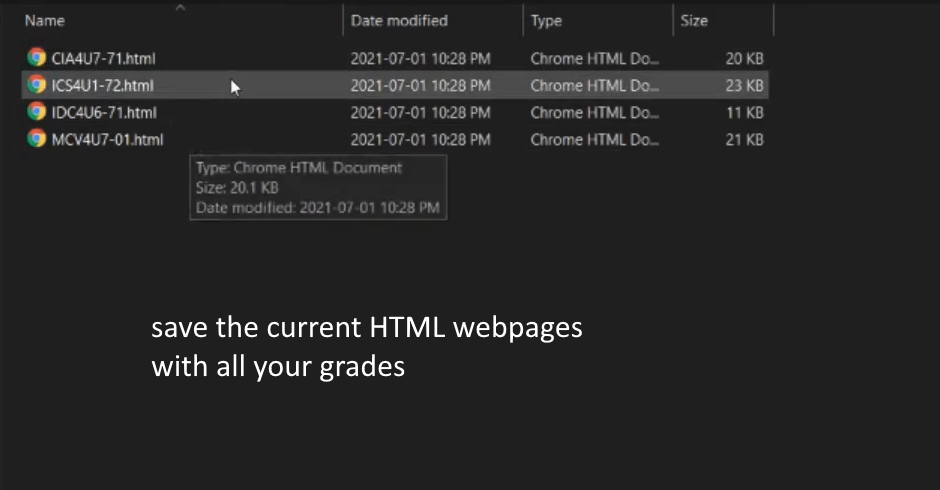 Name Date modified Type Size
CIA4U7-71.html 2021-07-01 10:28 PM Chrome HTML Do... 20 KB
ICS4U1-72.html 2021-07-01 10:28 PM Chrome HTML Do... 23 KB
IDC4U6-71.html 2021-07-01 10:28 PM Chrome HTML Do... 11 KB
MCV4U7-01.html 2021-07-01 10:28 PM Chrome HTML Do... 21 KB
Type: Chrome HTML Document
Size: 20.1 KB
Date modified: 2021-07-01 10:28 PM
save the current HTML webpages
with all your grades